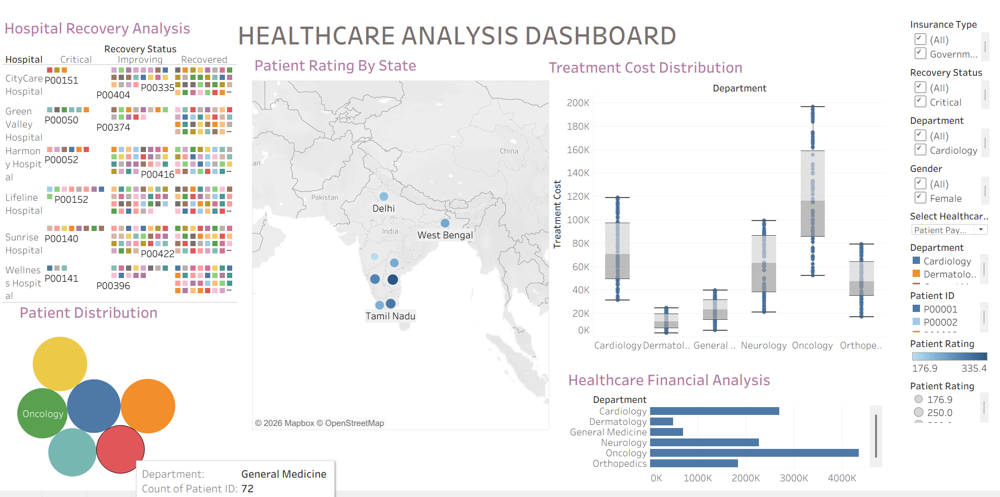 HEALTHCARE ANALYSIS DASHBOARD
Hospital Recovery Analysis
Recovery Status
Hospital Critical Improving Recovered
CityCare
Hospital
P00151
P00404
P00335
Green
Valley
Hospital
P00050
P00374
Harmon
y Hospit
al
P00052
P00416
Lifeline
Hospital
P00152
Sunrise
Hospital
P00140
P00422
Wellnes
s Hospit
al
P00141
P00396
Patient Distribution
Oncology
Department: General Medicine
Count of Patient ID: 72
Patient Rating By State
China
an
Pakistan
Delhi
India
West Bengal
Tamil Nadu
© 2026 Mapbox © OpenStreetMap
Treatment Cost Distribution
Department
Treatment Cost
200K
180K
160K
140K
120K
100K
80K
60K
40K
20K
0K
Cardiology Dermatol.. General .. Neurology Oncology Orthope..
Healthcare Financial Analysis
Department
Cardiology
Dermatology
General Medicine
Neurology
Oncology
Orthopedics
0K 1000K 2000K 3000K 4000K
Insurance Type
(All)
Governm...
Recovery Status
(All)
Critical
Department
(All)
Cardiology
Gender
(All)
Female
Select Healthcar..
Patient Pay...
Department
Cardiology
Dermatolo..
Patient ID
P00001
P00002
Patient Rating
176.9 335.4
Patient Rating
176.9
250.0